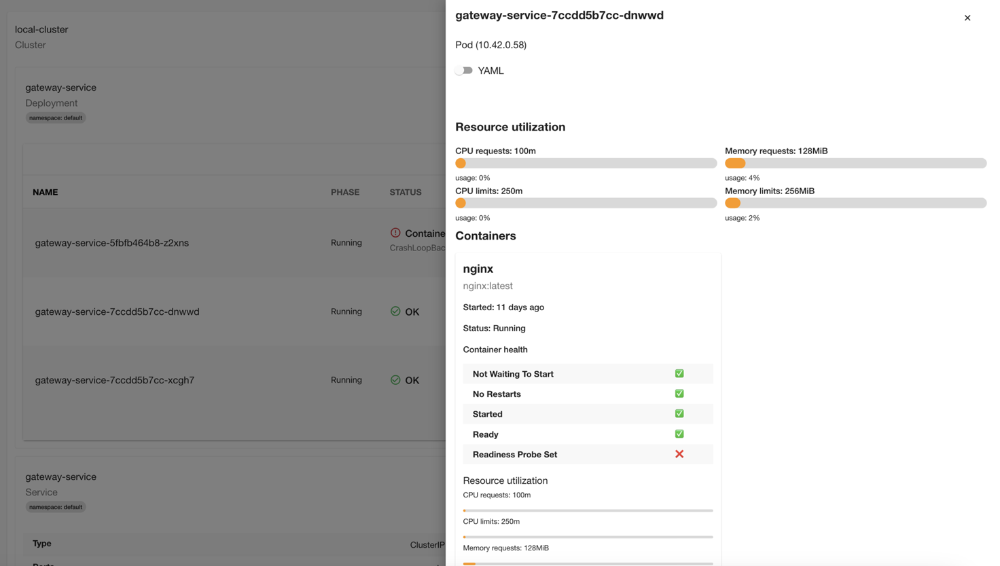 local-cluster
Cluster
gateway-service
Deployment
namespace: default
NAME PHASE STATUS
gateway-service-5fbfb464b8-z2xns Running Containe
CrashLoopBac
gateway-service-7ccdd5b7cc-dnwwd Running OK
gateway-service-7ccdd5b7cc-xcgh7 Running OK
gateway-service
Service
namespace: default
Type ClusterIP
gateway-service-7ccdd5b7cc-dnwwd
Pod (10.42.0.58)
YAML
Resource utilization
CPU requests: 100m
usage: 0%
CPU limits: 250m
usage: 0%
Memory requests: 128MiB
usage: 4%
Memory limits: 256MiB
usage: 2%
Containers
nginx
nginx:latest
Started: 11 days ago
Status: Running
Container health
Not Waiting To Start
No Restarts
Started
Ready
Readiness Probe Set
Resource utilization
CPU requests: 100m
CPU limits: 250m
Memory requests: 128MiB